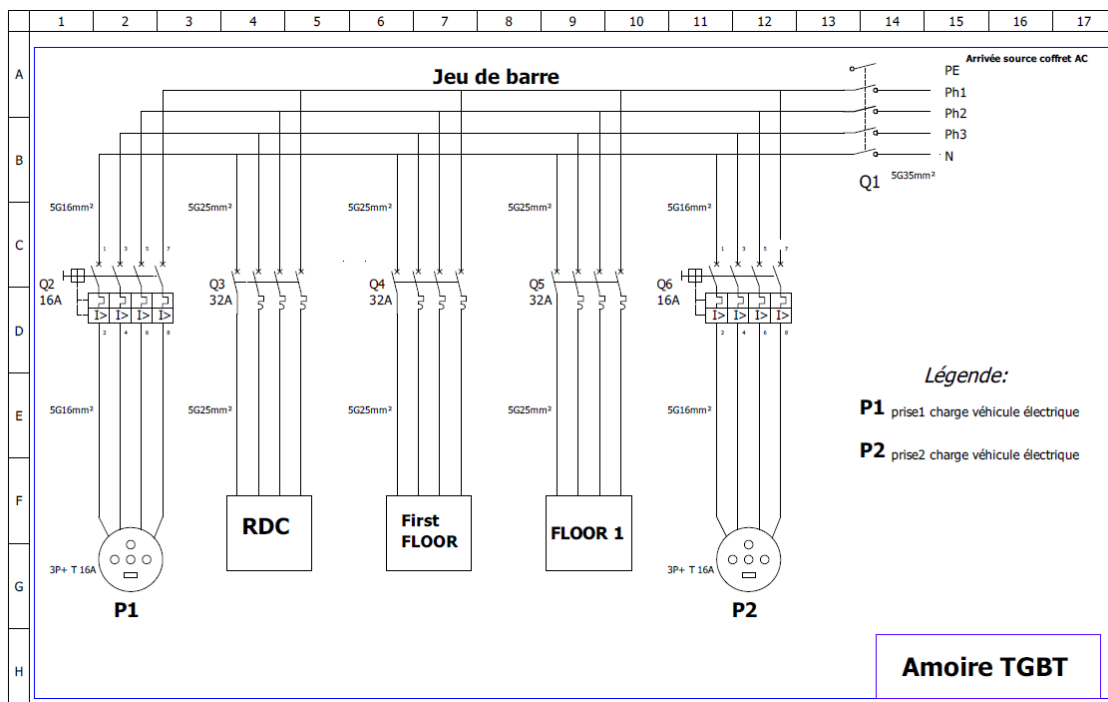 1 2 3 4 5 6 7 8 9 10 11 12 13 14 15 16 17
A
B
C
D
E
F
G
H
Arrivée source coffret AC
Jeu de barre
PE
Ph1
Ph2
Ph3
N
Q1 5G35mm²
5G16mm² 5G25mm² 5G25mm² 5G25mm² 5G16mm²
1 3 5 7
1 3 5 7
Q2 Q3 Q4 Q5 Q6
16A 32A 32A 32A 16A
I> I> I> I>
I> I> I> I>
2 4 6 8
2 4 6 8
Légende:
5G16mm² 5G25mm² 5G25mm² 5G25mm² 5G16mm²
P1 prise1 charge véhicule électrique
P2 prise2 charge véhicule électrique
RDC
First
FLOOR
FLOOR 1
3P+ T 16A
3P+ T 16A
P1
P2
Amoire TGBT